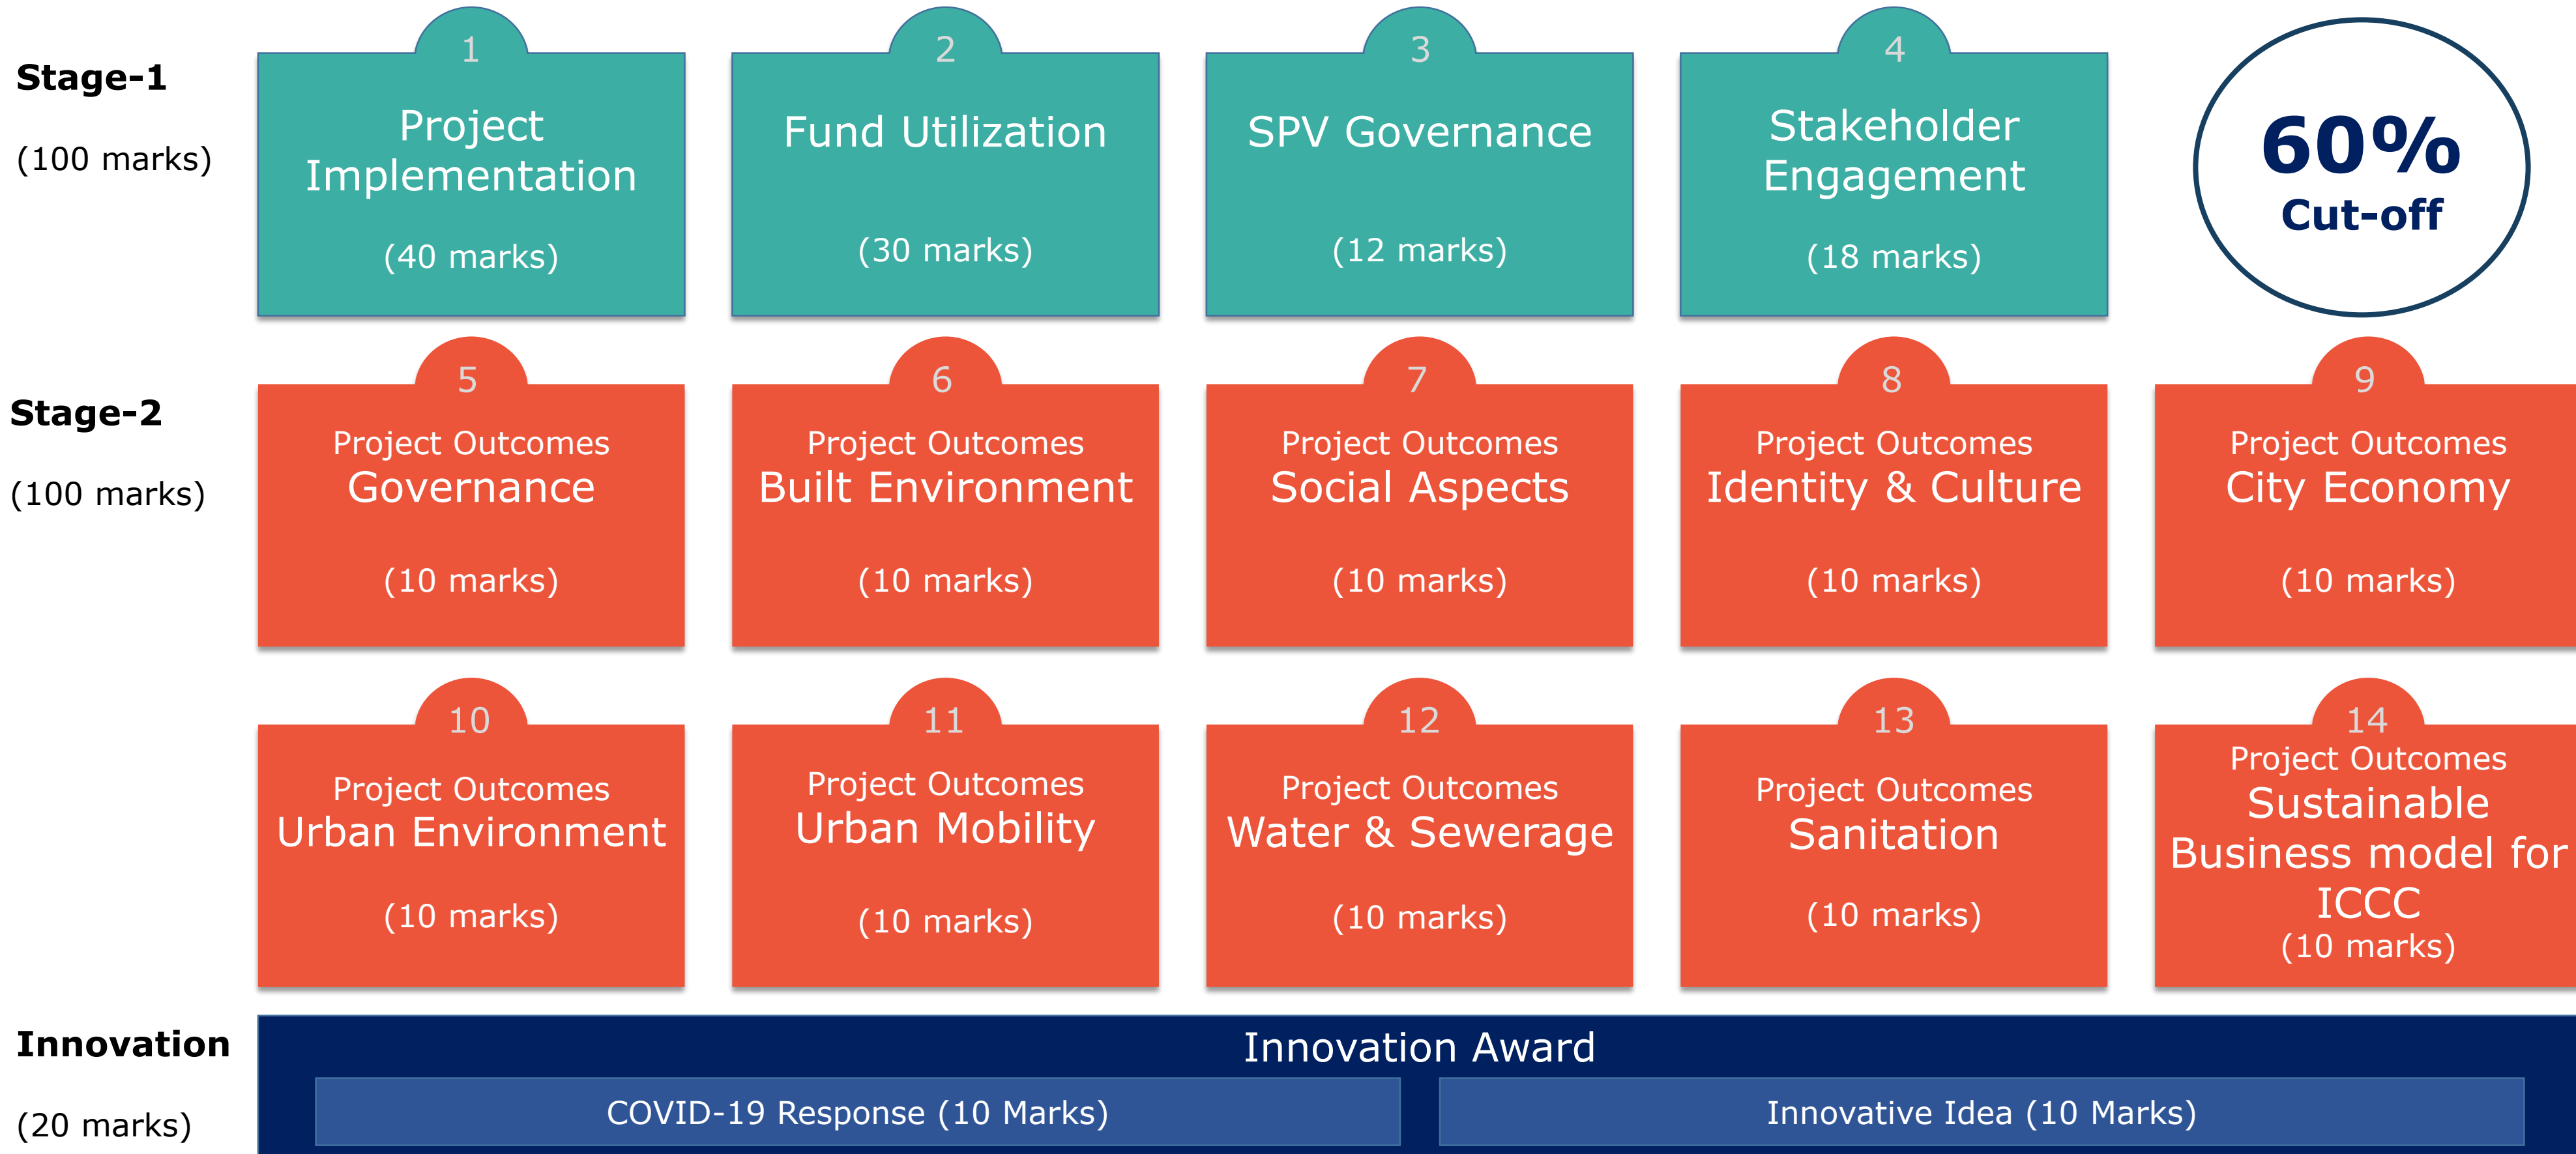 Stage-1
(100 marks)
1
Project
Implementation
(40 marks)
2
Fund Utilization
(30 marks)
3
SPV Governance
(12 marks)
4
Stakeholder
Engagement
(18 marks)
60%
Cut-off
Stage-2
(100 marks)
5
Project Outcomes
Governance
(10 marks)
6
Project Outcomes
Built Environment
(10 marks)
7
Project Outcomes
Social Aspects
(10 marks)
8
Project Outcomes
Identity & Culture
(10 marks)
9
Project Outcomes
City Economy
(10 marks)
10
Project Outcomes
Urban Environment
(10 marks)
11
Project Outcomes
Urban Mobility
(10 marks)
12
Project Outcomes
Water & Sewerage
(10 marks)
13
Project Outcomes
Sanitation
(10 marks)
14
Project Outcomes
Sustainable
Business model for
ICCC
(10 marks)
Innovation
(20 marks)
Innovation Award
COVID-19 Response (10 Marks)
Innovative Idea (10 Marks)